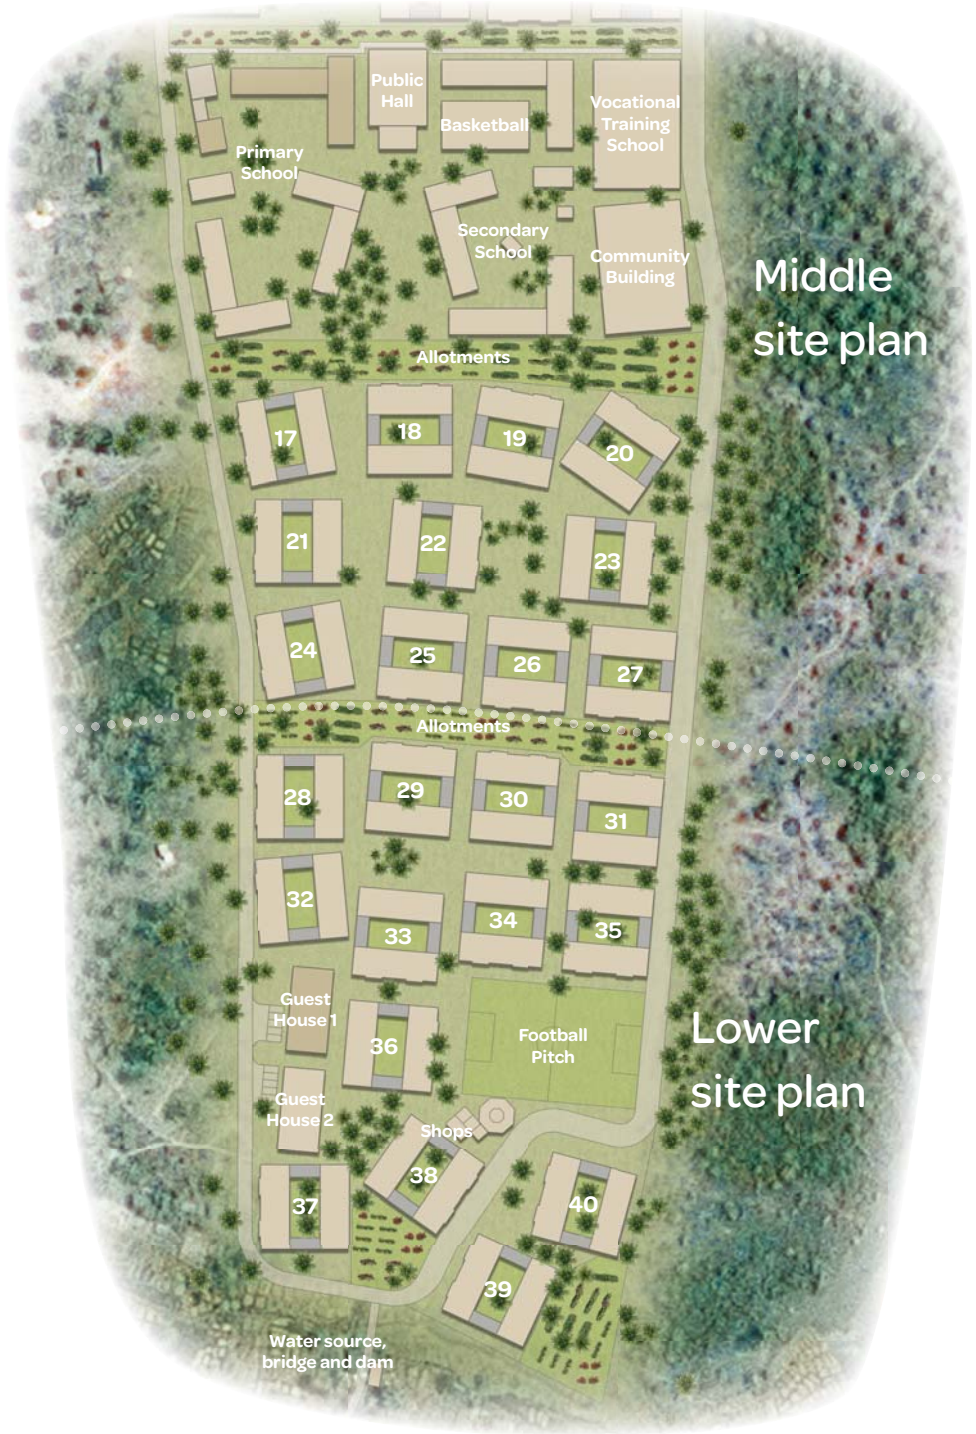 Public
Hall
Basketball
Vocational
Training
School
Primary
School
Secondary
School
Community
Building
Middle
site plan
Allotments
17
18
19
20
21
22
23
24
25
26
27
Allotments
28
29
30
31
32
33
34
35
Guest
House 1
36
Football
Pitch
Lower
site plan
Guest
House 2
Shops
37
38
40
39
Water source,
bridge and dam